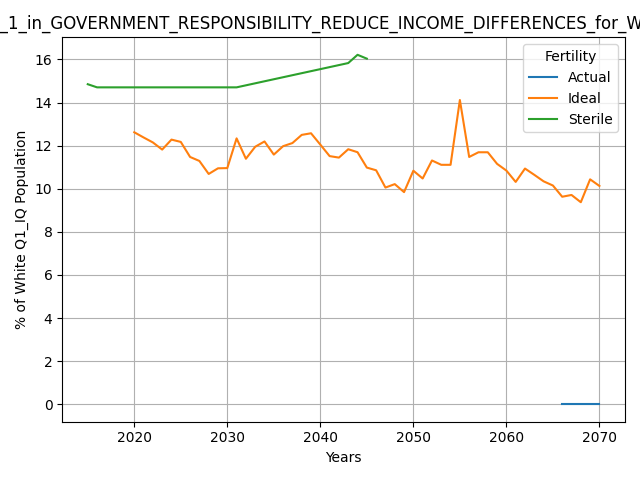 _1_in_GOVERNMENT_RESPONSIBILITY_REDUCE_INCOME_DIFFERENCES_for_W
Fertility
Actual
Ideal
Sterile
% of White Q1_IQ Population
16
14
12
10
8
6
4
2
0
2020 2030 2040 2050 2060 2070
Years